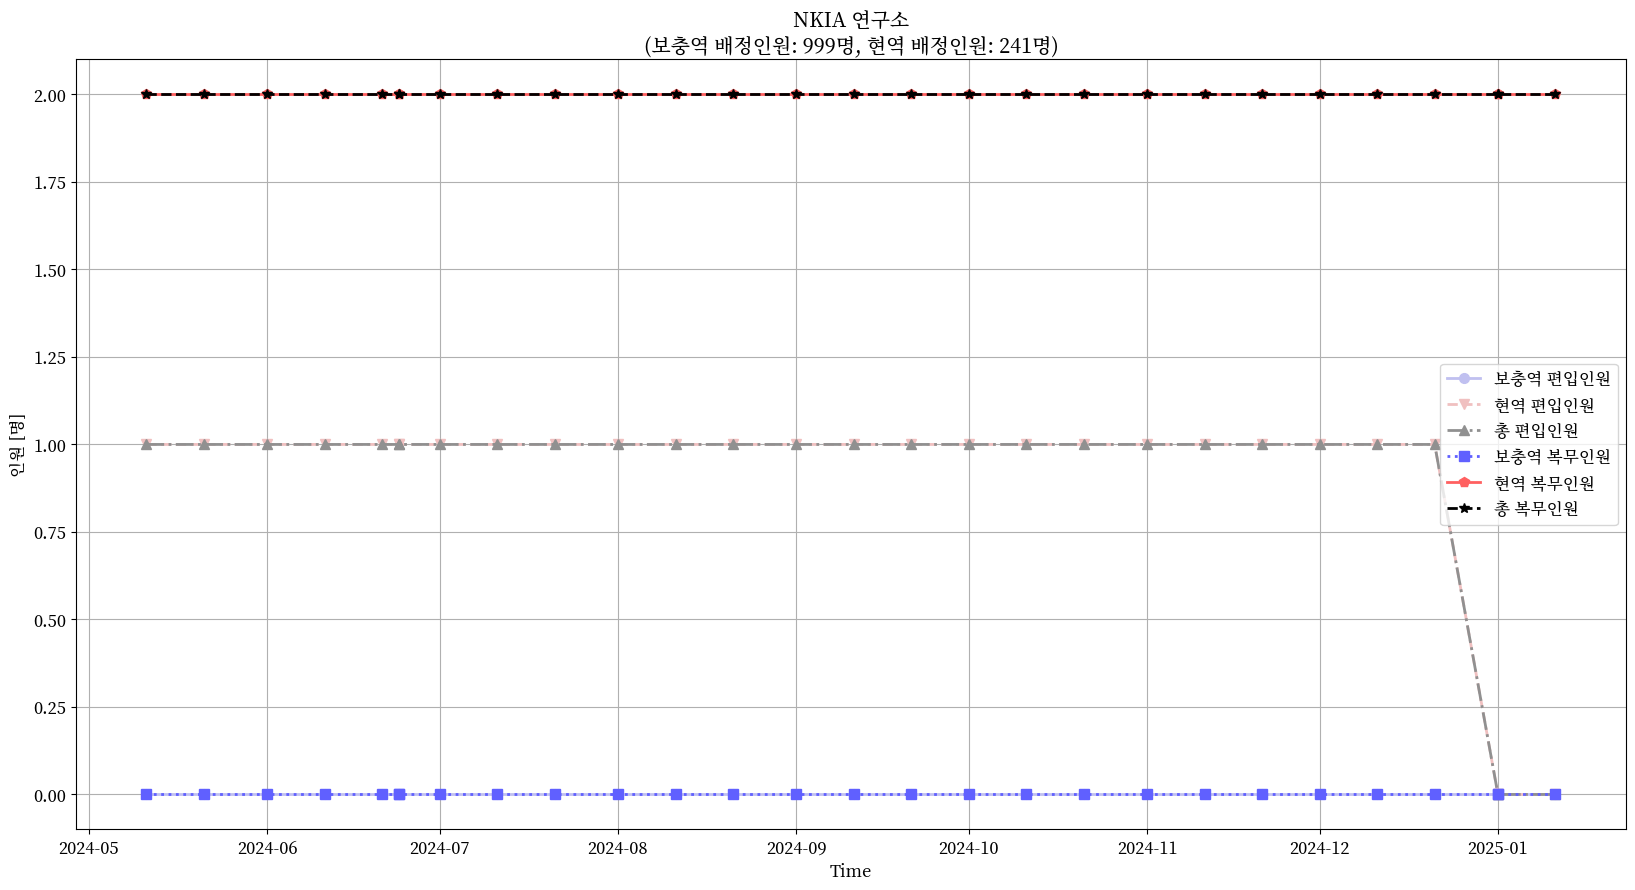 NKIA 연구소
(보충역 배정인원: 999명, 현역 배정인원: 241명)
2.00
1.75
1.50
1.25
1.00
0.75
0.50
0.25
0.00
인원 [명]
보충역 편입인원
현역 편입인원
총 편입인원
보충역 복무인원
현역 복무인원
총 복무인원
2024-05 2024-06 2024-07 2024-08 2024-09 2024-10 2024-11 2024-12 2025-01
Time